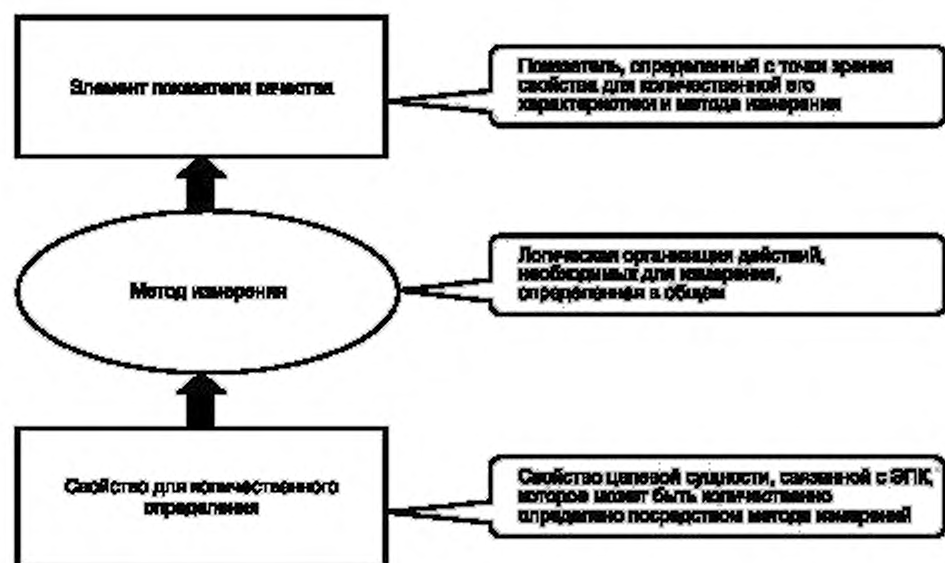 Элемент показателя качества
Показатель, определенный с точки зрения
свойства для количественной его
характеристики и метода измерения
Метод измерения
Логическая организация действий,
необходимых для измерения,
определенная в общем
Свойство для количественного
определения
Свойство целевой сущности, связанной с ЭПК,
которое может быть количественно
определено посредством метода измерений